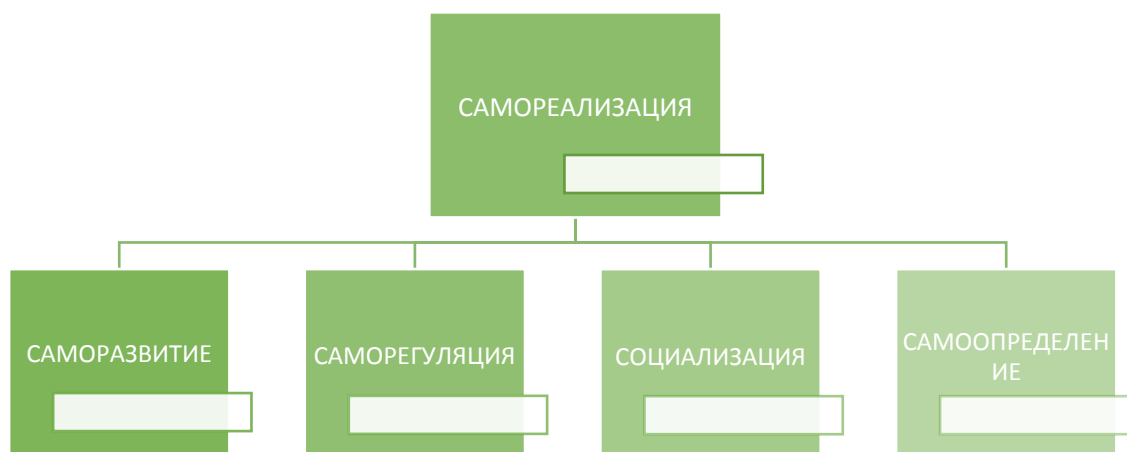 САМОРЕАЛИЗАЦИЯ
САМОРАЗВИТИЕ
САМОРЕГУЛЯЦИЯ
СОЦИАЛИЗАЦИЯ
САМООПРЕДЕЛЕН
ИЕ